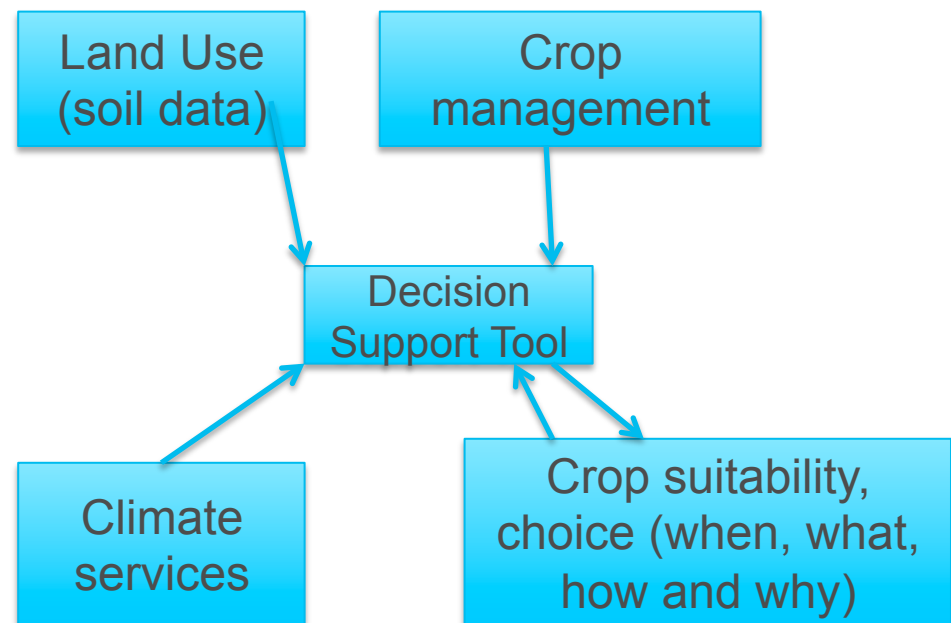 Land Use
(soil data)
Crop
management
Decision
Support Tool
Climate
services
Crop suitability,
choice (when, what,
how and why)